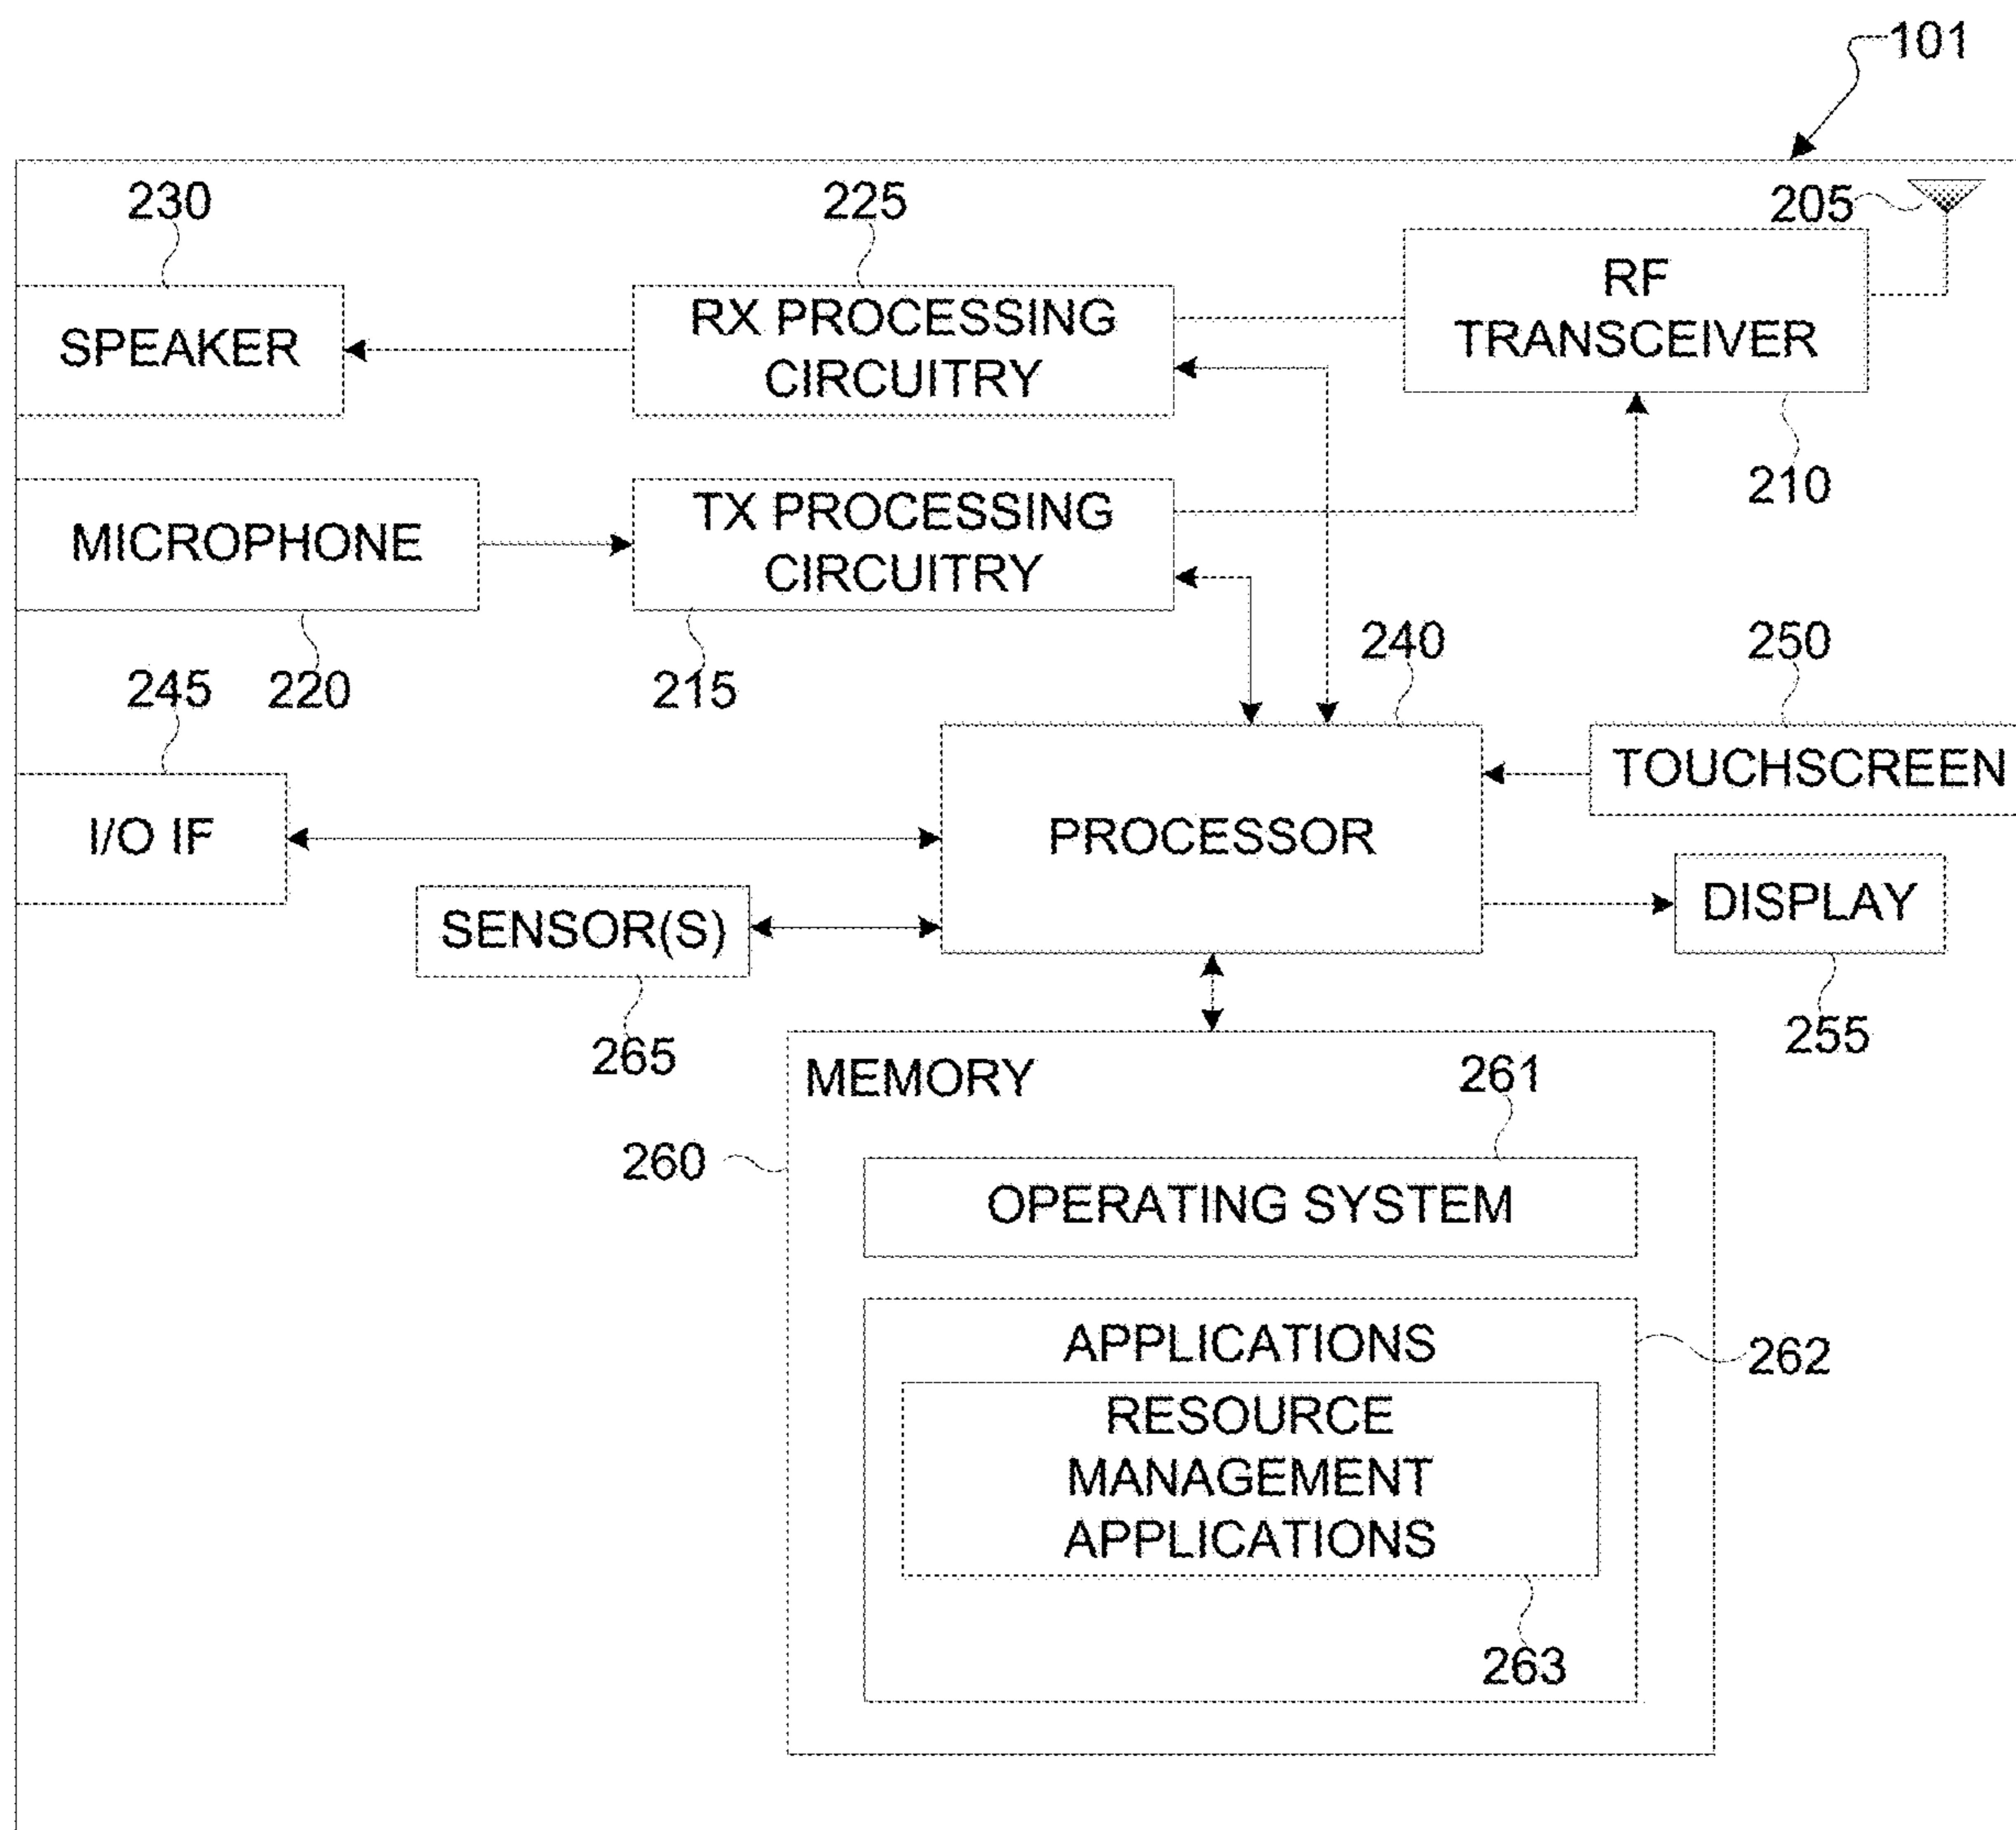 101
230
225
205
SPEAKER
RX PROCESSING
CIRCUITRY
RF
TRANSCEIVER
210
MICROPHONE
TX PROCESSING
CIRCUITRY
220
215
240
250
245
I/O IF
PROCESSOR
TOUCHSCREEN
SENSOR(S)
DISPLAY
265
255
MEMORY
261
260
OPERATING SYSTEM
APPLICATIONS
262
RESOURCE
MANAGEMENT
APPLICATIONS
263